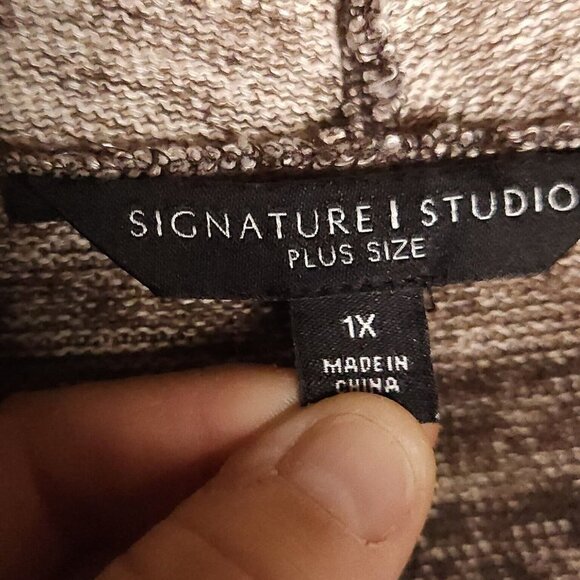 SIGNATURE | STUDIO
PLUS SIZE
1X
MADE IN
CHINA